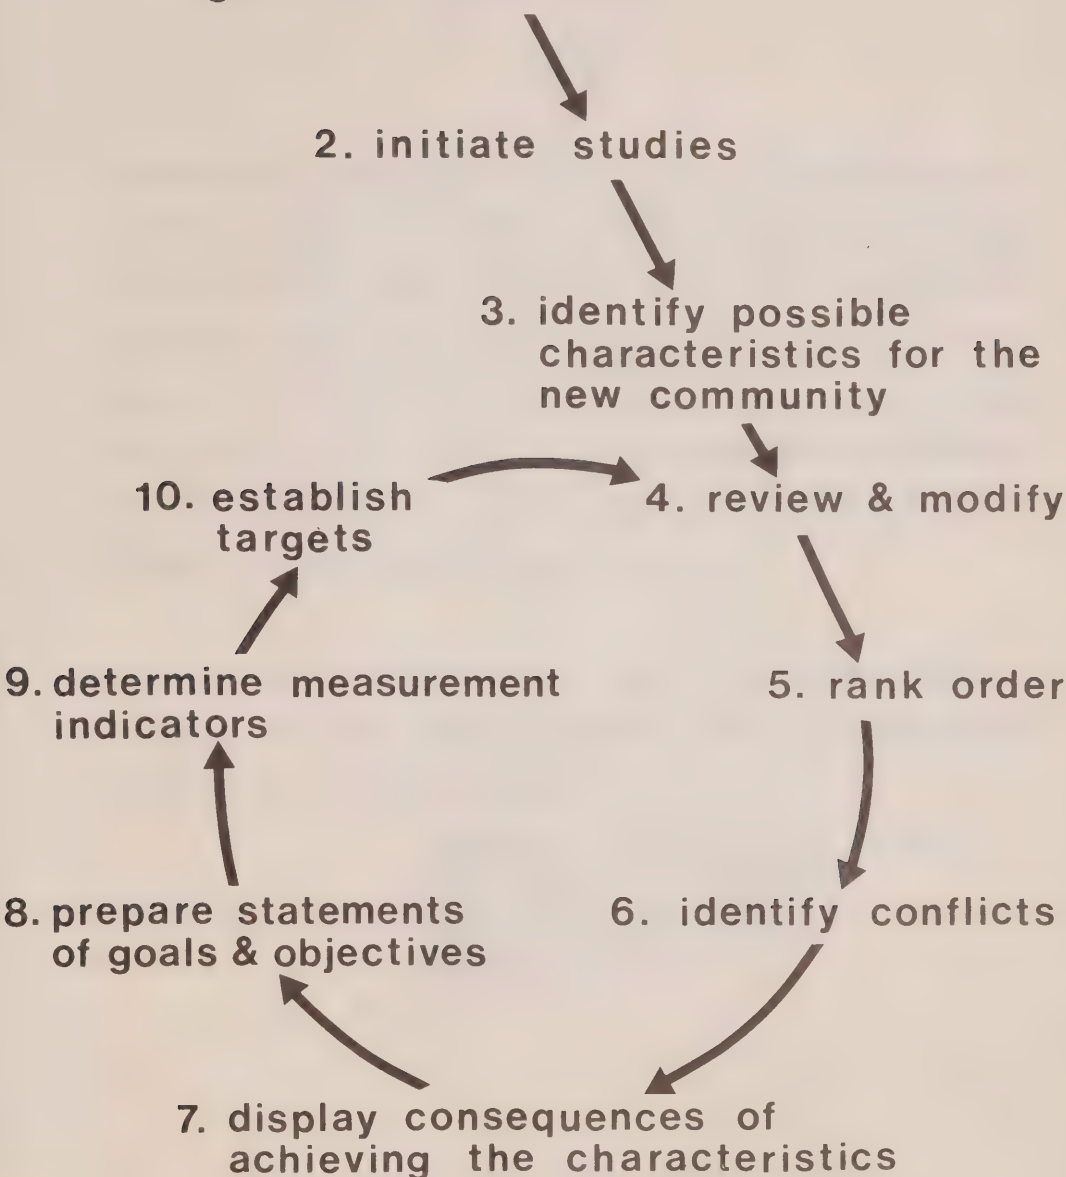 2. initiate studies
3. identify possible
characteristics for the
new community
4. review & modify
5. rank order
6. identify conflicts
7. display consequences of
achieving the characteristics
8. prepare statements
of goals & objectives
9. determine measurement
indicators
10. establish
targets